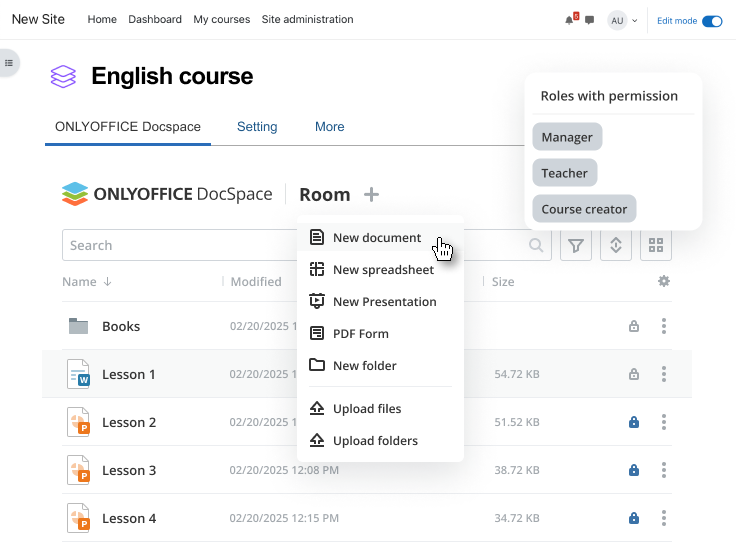 New Site Home Dashboard My courses Site administration 5 AU Edit mode
English course
Roles with permission
Manager
Teacher
Course creator
ONLYOFFICE Docspace Setting More
ONLYOFFICE DocSpace Room
Search
New document
New spreadsheet
New Presentation
PDF Form
New folder
Upload files
Upload folders
Name Modified Size
Books 02/20/2025 1
Lesson 1 02/20/2025 54.72 KB
W
Lesson 2 02/20/2025 1 51.52 KB
P
Lesson 3 02/20/2025 12:08 PM 38.72 KB
P
Lesson 4 02/20/2025 12:15 PM 34.72 KB
P